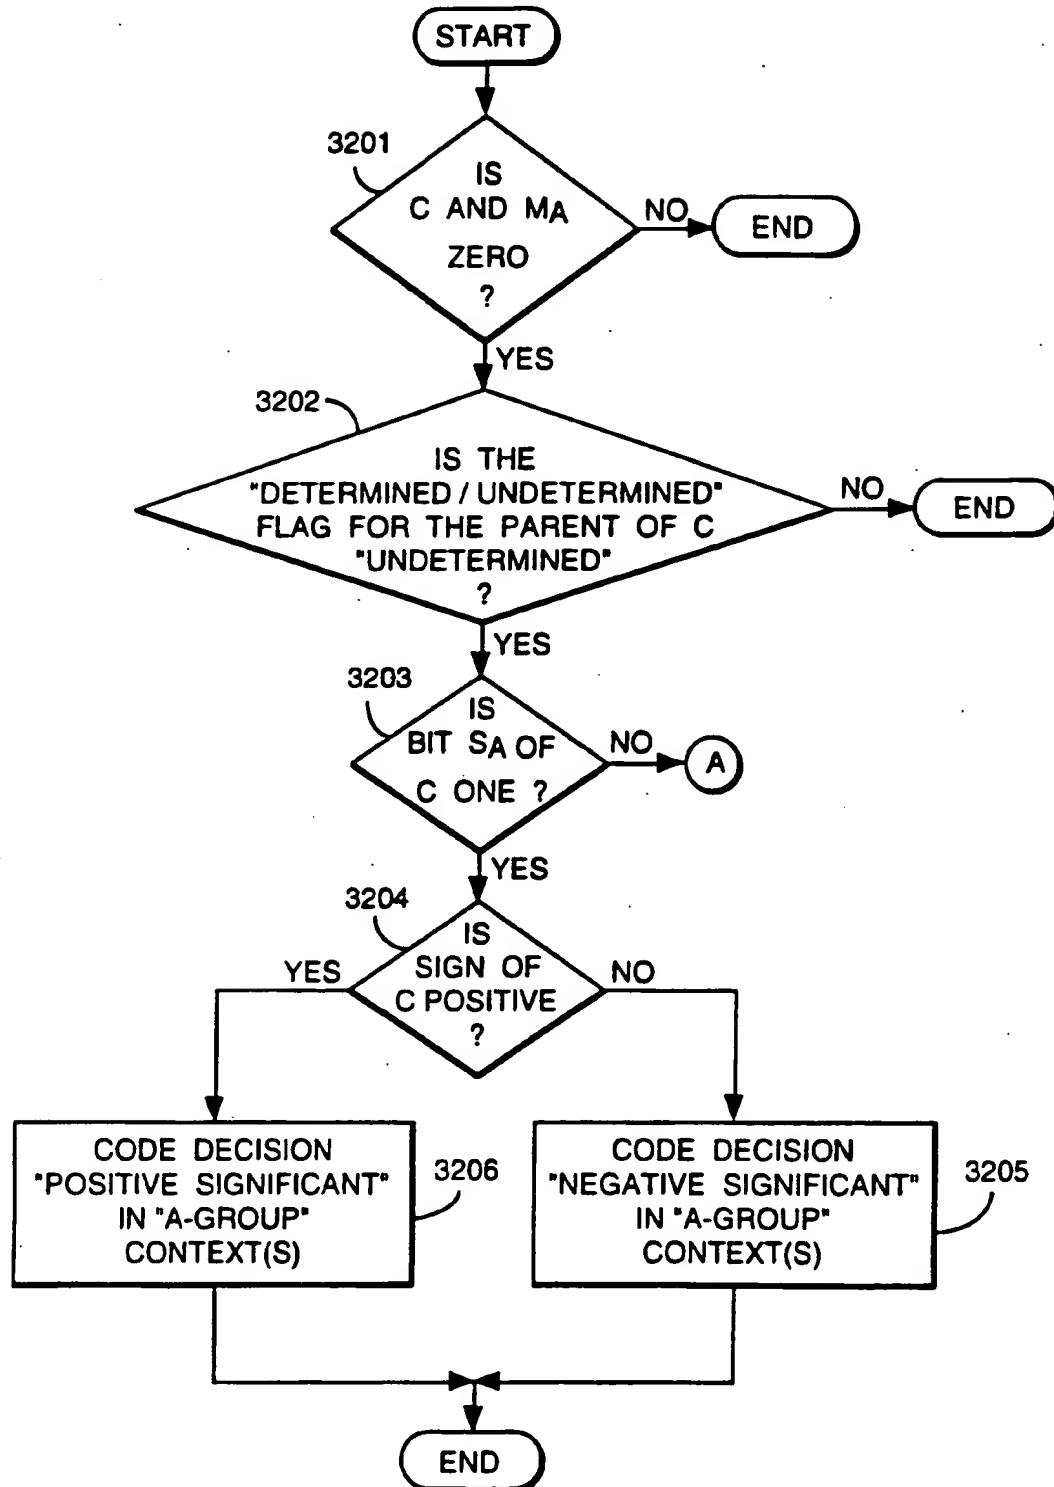 START
3201
IS
C AND MA
ZERO
?
NO
END
YES
3202
IS THE
"DETERMINED / UNDETERMINED"
FLAG FOR THE PARENT OF C
"UNDETERMINED"
?
NO
END
YES
3203
IS
BIT SA OF
C ONE ?
NO
A
YES
3204
IS
SIGN OF
C POSITIVE
?
YES
NO
CODE DECISION
"POSITIVE SIGNIFICANT"
IN "A-GROUP"
CONTEXT(S)
3206
CODE DECISION
"NEGATIVE SIGNIFICANT"
IN "A-GROUP"
CONTEXT(S)
3205
END